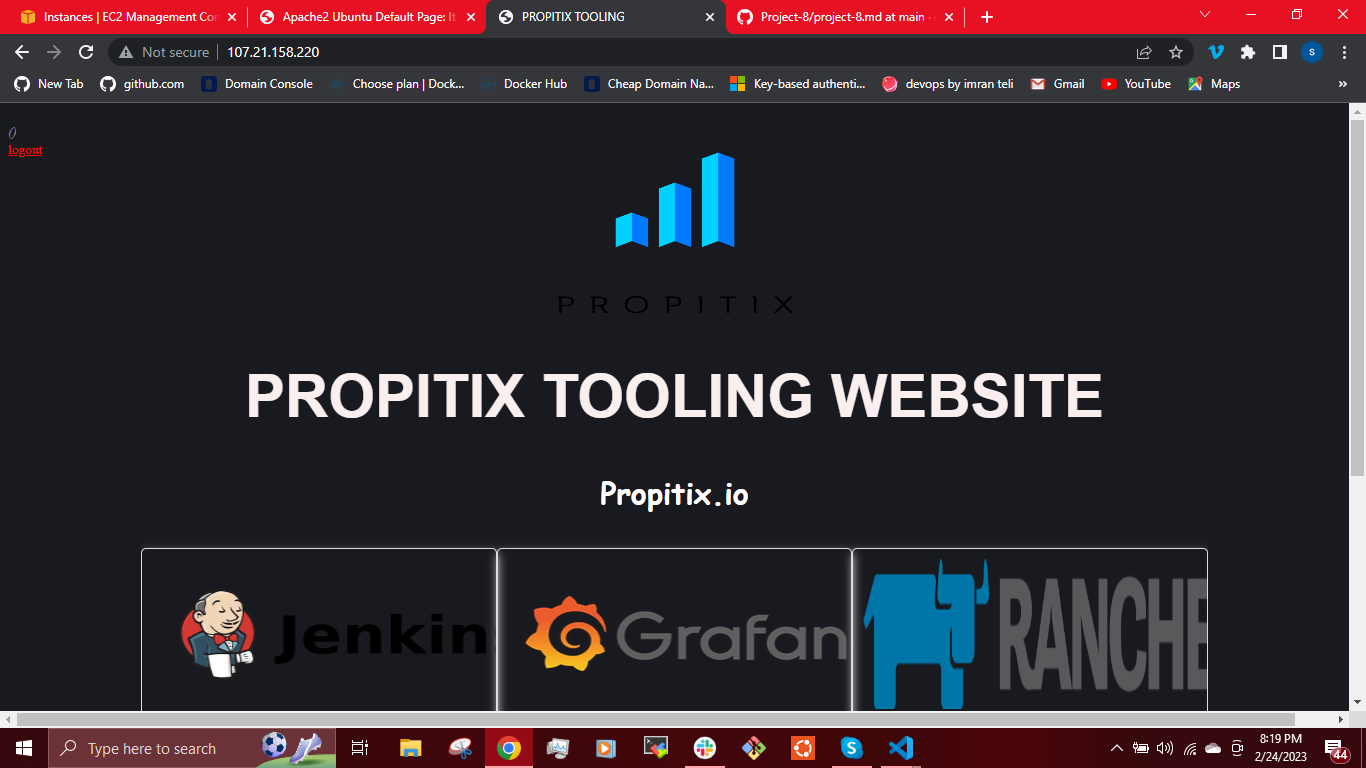 Instances | EC2 Management Con
Apache2 Ubuntu Default Page: It
PROPITIX TOOLING
Project-8/project-8.md at main ·
Not secure
107.21.158.220
S
New Tab
github.com
Domain Console
Choose plan | Dock...
Docker Hub
Cheap Domain Na...
Key-based authenti...
devops by imran teli
Gmail
YouTube
Maps
»
()
logout
PROPITIX
PROPITIX TOOLING WEBSITE
Propitix.io
Jenkin
Grafan
RANCHE
Type here to search
8:19 PM
2/24/2023
44